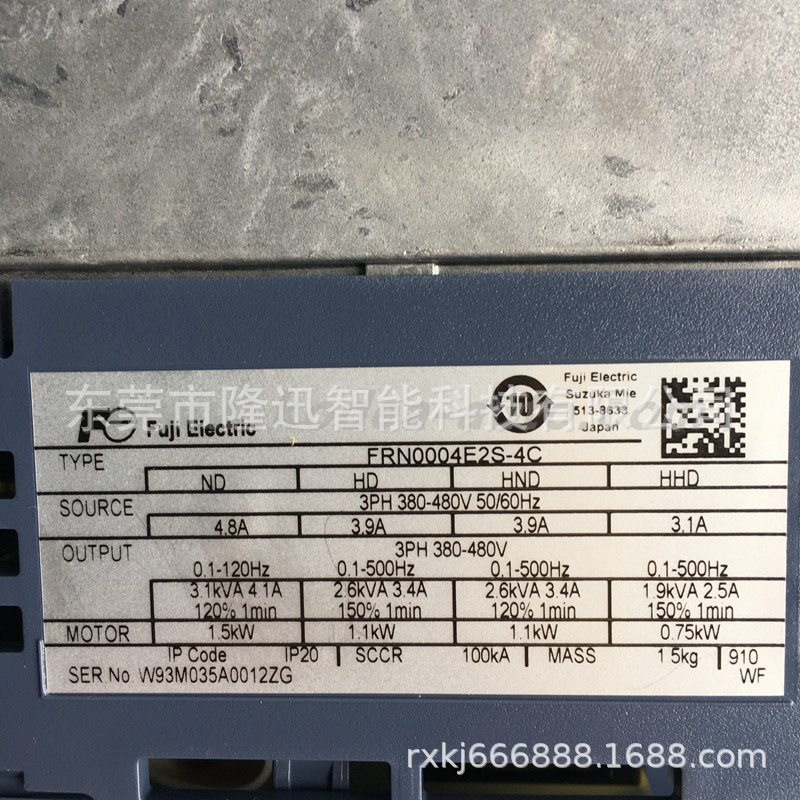 东莞市隆迅智能科技有限公司
Fuji Electric
10
Fuji Electric
Suzuka Mie
513-8633
Japan
TYPE FRN0004E2S-4C
ND HD HND HHD
SOURCE 3PH 380-480V 50/60Hz
4.8A 3.9A 3.9A 3.1A
OUTPUT 3PH 380-480V
0.1-120Hz 0.1-500Hz 0.1-500Hz 0.1-500Hz
3.1kVA 4.1A 2.6kVA 3.4A 2.6kVA 3.4A 1.9kVA 2.5A
120% 1min 150% 1min 120% 1min 150% 1min
MOTOR 1.5kW 1.1kW 1.1kW 0.75kW
IP Code IP20 SCCR 100kA MASS 1.5kg 910
SER No. W93M035A0012ZG WF
rxkj666888.1688.com